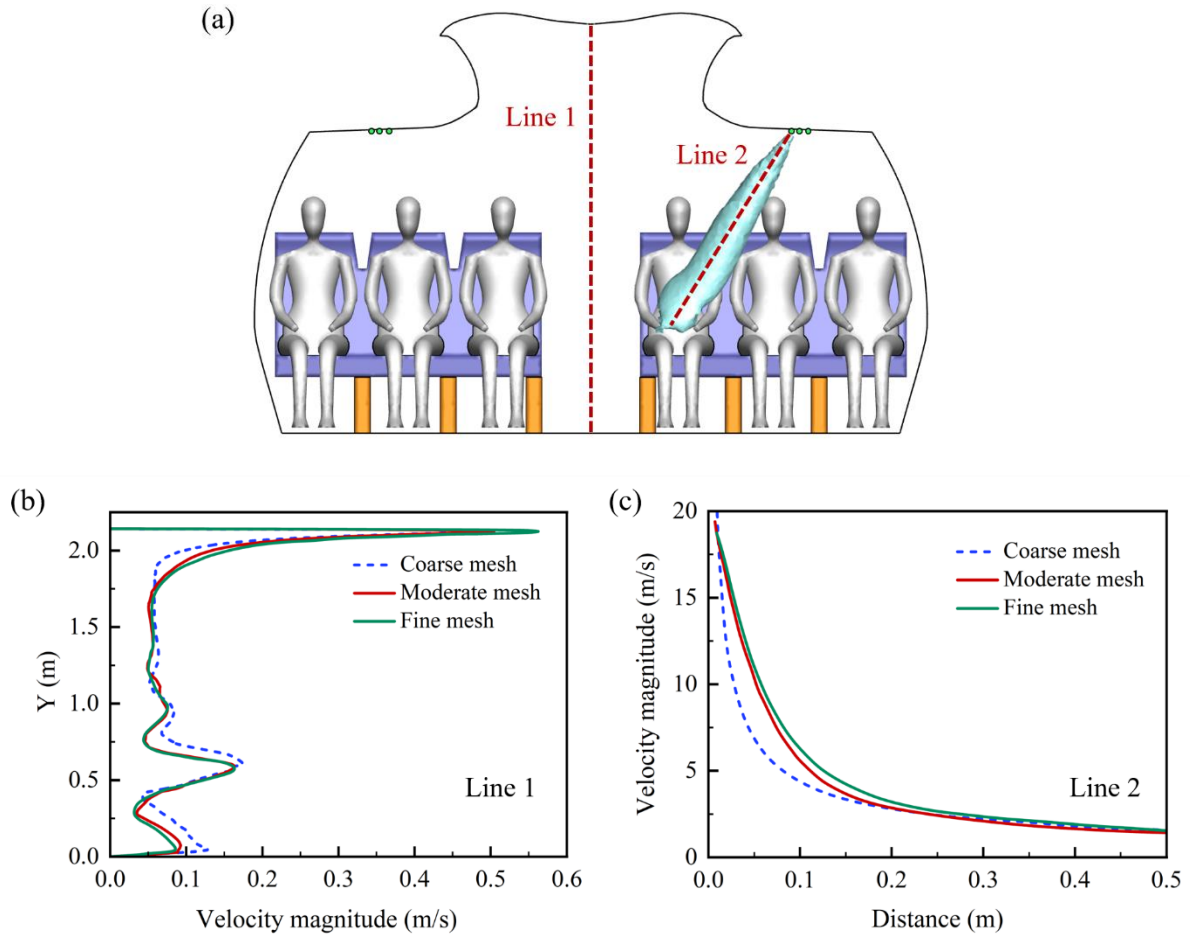 (a)
Line 1
Line 2
(b)
2.0
1.5
1.0
0.5
0.0
Y (m)
Coarse mesh
Moderate mesh
Fine mesh
Line 1
0.0 0.1 0.2 0.3 0.4 0.5 0.6
Velocity magnitude (m/s)
(c)
20
15
10
5
0
Velocity magnitude (m/s)
Coarse mesh
Moderate mesh
Fine mesh
Line 2
0.0 0.1 0.2 0.3 0.4 0.5
Distance (m)